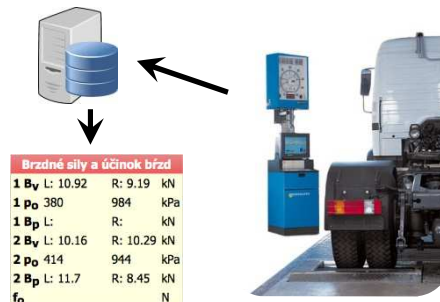 Brzdné sily a účinok bŕzd
1 Bv L: 10.92 R: 9.19 kN
1 po 380 984 kPa
1 Bp L: R: kN
2 Bv L: 10.16 R: 10.29 kN
2 po 414 944 kPa
2 Bp L: 11.7 R: 8.45 kN
fo N